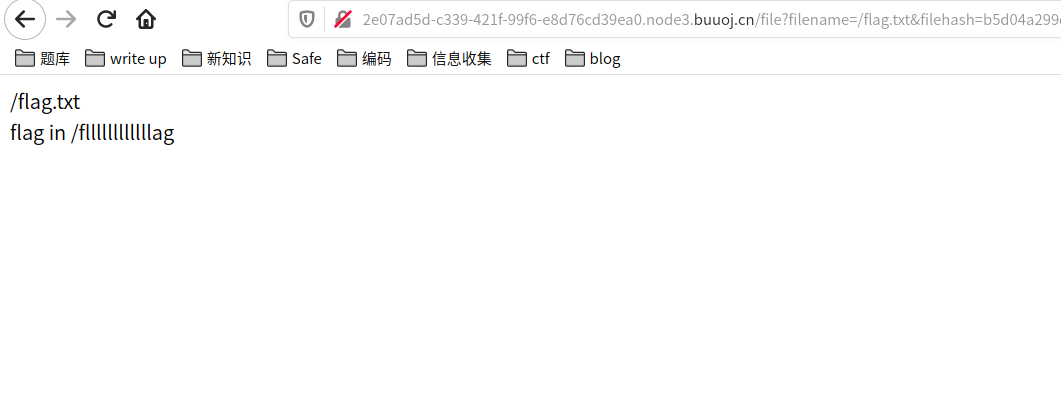 2e07ad5d-c339-421f-99f6-e8d76cd39ea0.node3.buuoj.cn/file?filename=/flag.txt&filehash=b5d04a299
题库 write up 新知识 Safe 编码 信息收集 ctf blog
/flag.txt
flag in /fllllllllllllag